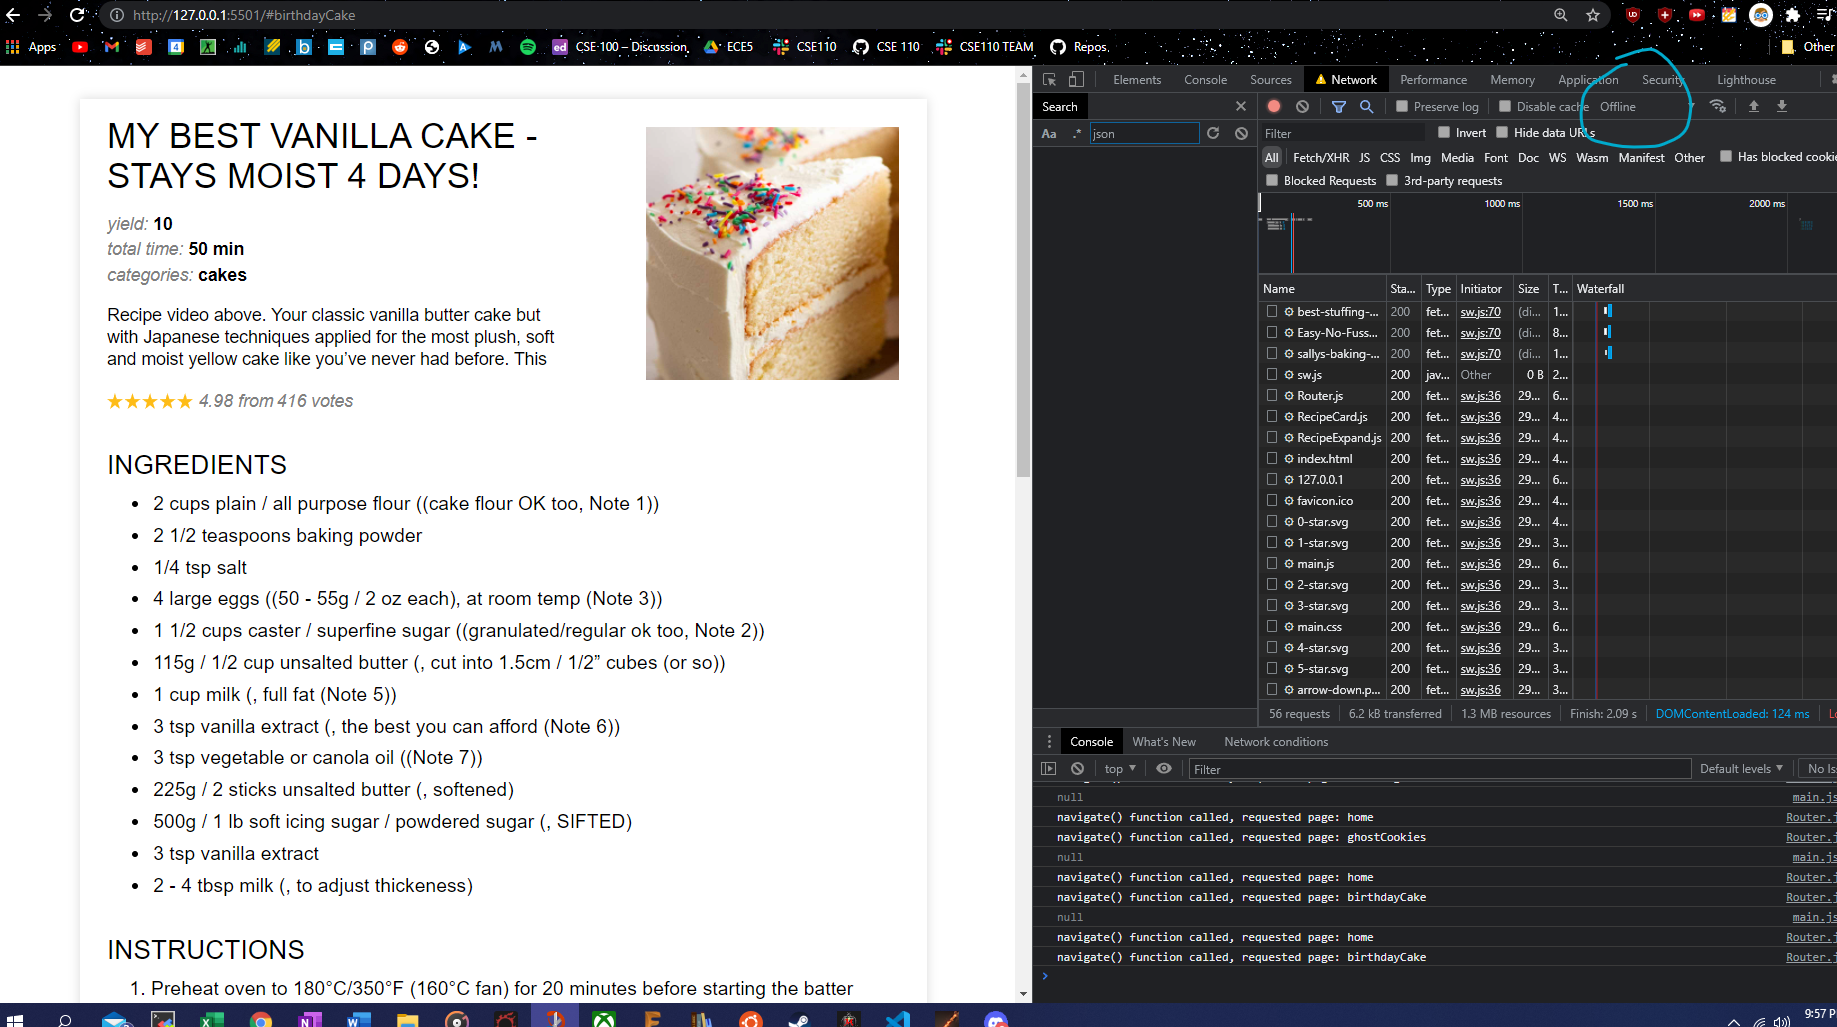 http://127.0.0.1:5501/#birthdayCake
Apps
CSE 100 – Discussion,
ECE5
CSE110
CSE 110
CSE110 TEAM
Repos
Other
MY BEST VANILLA CAKE -
STAYS MOIST 4 DAYS!
yield: 10
total time: 50 min
categories: cakes
Recipe video above. Your classic vanilla butter cake but
with Japanese techniques applied for the most plush, soft
and moist yellow cake like you’ve never had before. This
4.98 from 416 votes
INGREDIENTS
• 2 cups plain / all purpose flour ((cake flour OK too, Note 1))
• 2 1/2 teaspoons baking powder
• 1/4 tsp salt
• 4 large eggs ((50 - 55g / 2 oz each), at room temp (Note 3))
• 1 1/2 cups caster / superfine sugar ((granulated/regular ok too, Note 2))
• 115g / 1/2 cup unsalted butter (, cut into 1.5cm / 1/2” cubes (or so))
• 1 cup milk (, full fat (Note 5))
• 3 tsp vanilla extract (, the best you can afford (Note 6))
• 3 tsp vegetable or canola oil ((Note 7))
• 225g / 2 sticks unsalted butter (, softened)
• 500g / 1 lb soft icing sugar / powdered sugar (, SIFTED)
• 3 tsp vanilla extract
• 2 - 4 tbsp milk (, to adjust thickeness)
INSTRUCTIONS
1. Preheat oven to 180°C/350°F (160°C fan) for 20 minutes before starting the batter
Elements Console Sources Network Performance Memory Application Security Lighthouse
Search
Preserve log Disable cache Offline
Aa .* json
Filter Invert Hide data URLs
All Fetch/XHR JS CSS Img Media Font Doc WS Wasm Manifest Other Has blocked cookie
Blocked Requests 3rd-party requests
500 ms 1000 ms 1500 ms 2000 ms
Name Sta... Type Initiator Size T... Waterfall
best-stuffing-... 200 fet... sw.js:70 (di... 1...
Easy-No-Fuss... 200 fet... sw.js:70 (di... 8...
sallys-baking-... 200 fet... sw.js:70 (di... 1...
sw.js 200 jav... Other 0 B 2...
Router.js 200 fet... sw.js:36 29... 6...
RecipeCard.js 200 fet... sw.js:36 29... 4...
RecipeExpand.js 200 fet... sw.js:36 29... 4...
index.html 200 fet... sw.js:36 29... 4...
127.0.0.1 200 fet... sw.js:36 29... 6...
favicon.ico 200 fet... sw.js:36 29... 4...
0-star.svg 200 fet... sw.js:36 29... 4...
1-star.svg 200 fet... sw.js:36 29... 3...
main.js 200 fet... sw.js:36 29... 6...
2-star.svg 200 fet... sw.js:36 29... 3...
3-star.svg 200 fet... sw.js:36 29... 3...
main.css 200 fet... sw.js:36 29... 6...
4-star.svg 200 fet... sw.js:36 29... 3...
5-star.svg 200 fet... sw.js:36 29... 3...
arrow-down.p... 200 fet... sw.js:36 29... 3...
56 requests 6.2 kB transferred 1.3 MB resources Finish: 2.09 s DOMContentLoaded: 124 ms
Console What's New Network conditions
top Filter Default levels No Is
null main.js
navigate() function called, requested page: home Router.j
navigate() function called, requested page: ghostCookies Router.j
null main.js
navigate() function called, requested page: home Router.j
navigate() function called, requested page: birthdayCake Router.j
null main.js
navigate() function called, requested page: home Router.j
navigate() function called, requested page: birthdayCake Router.j
9:57 P